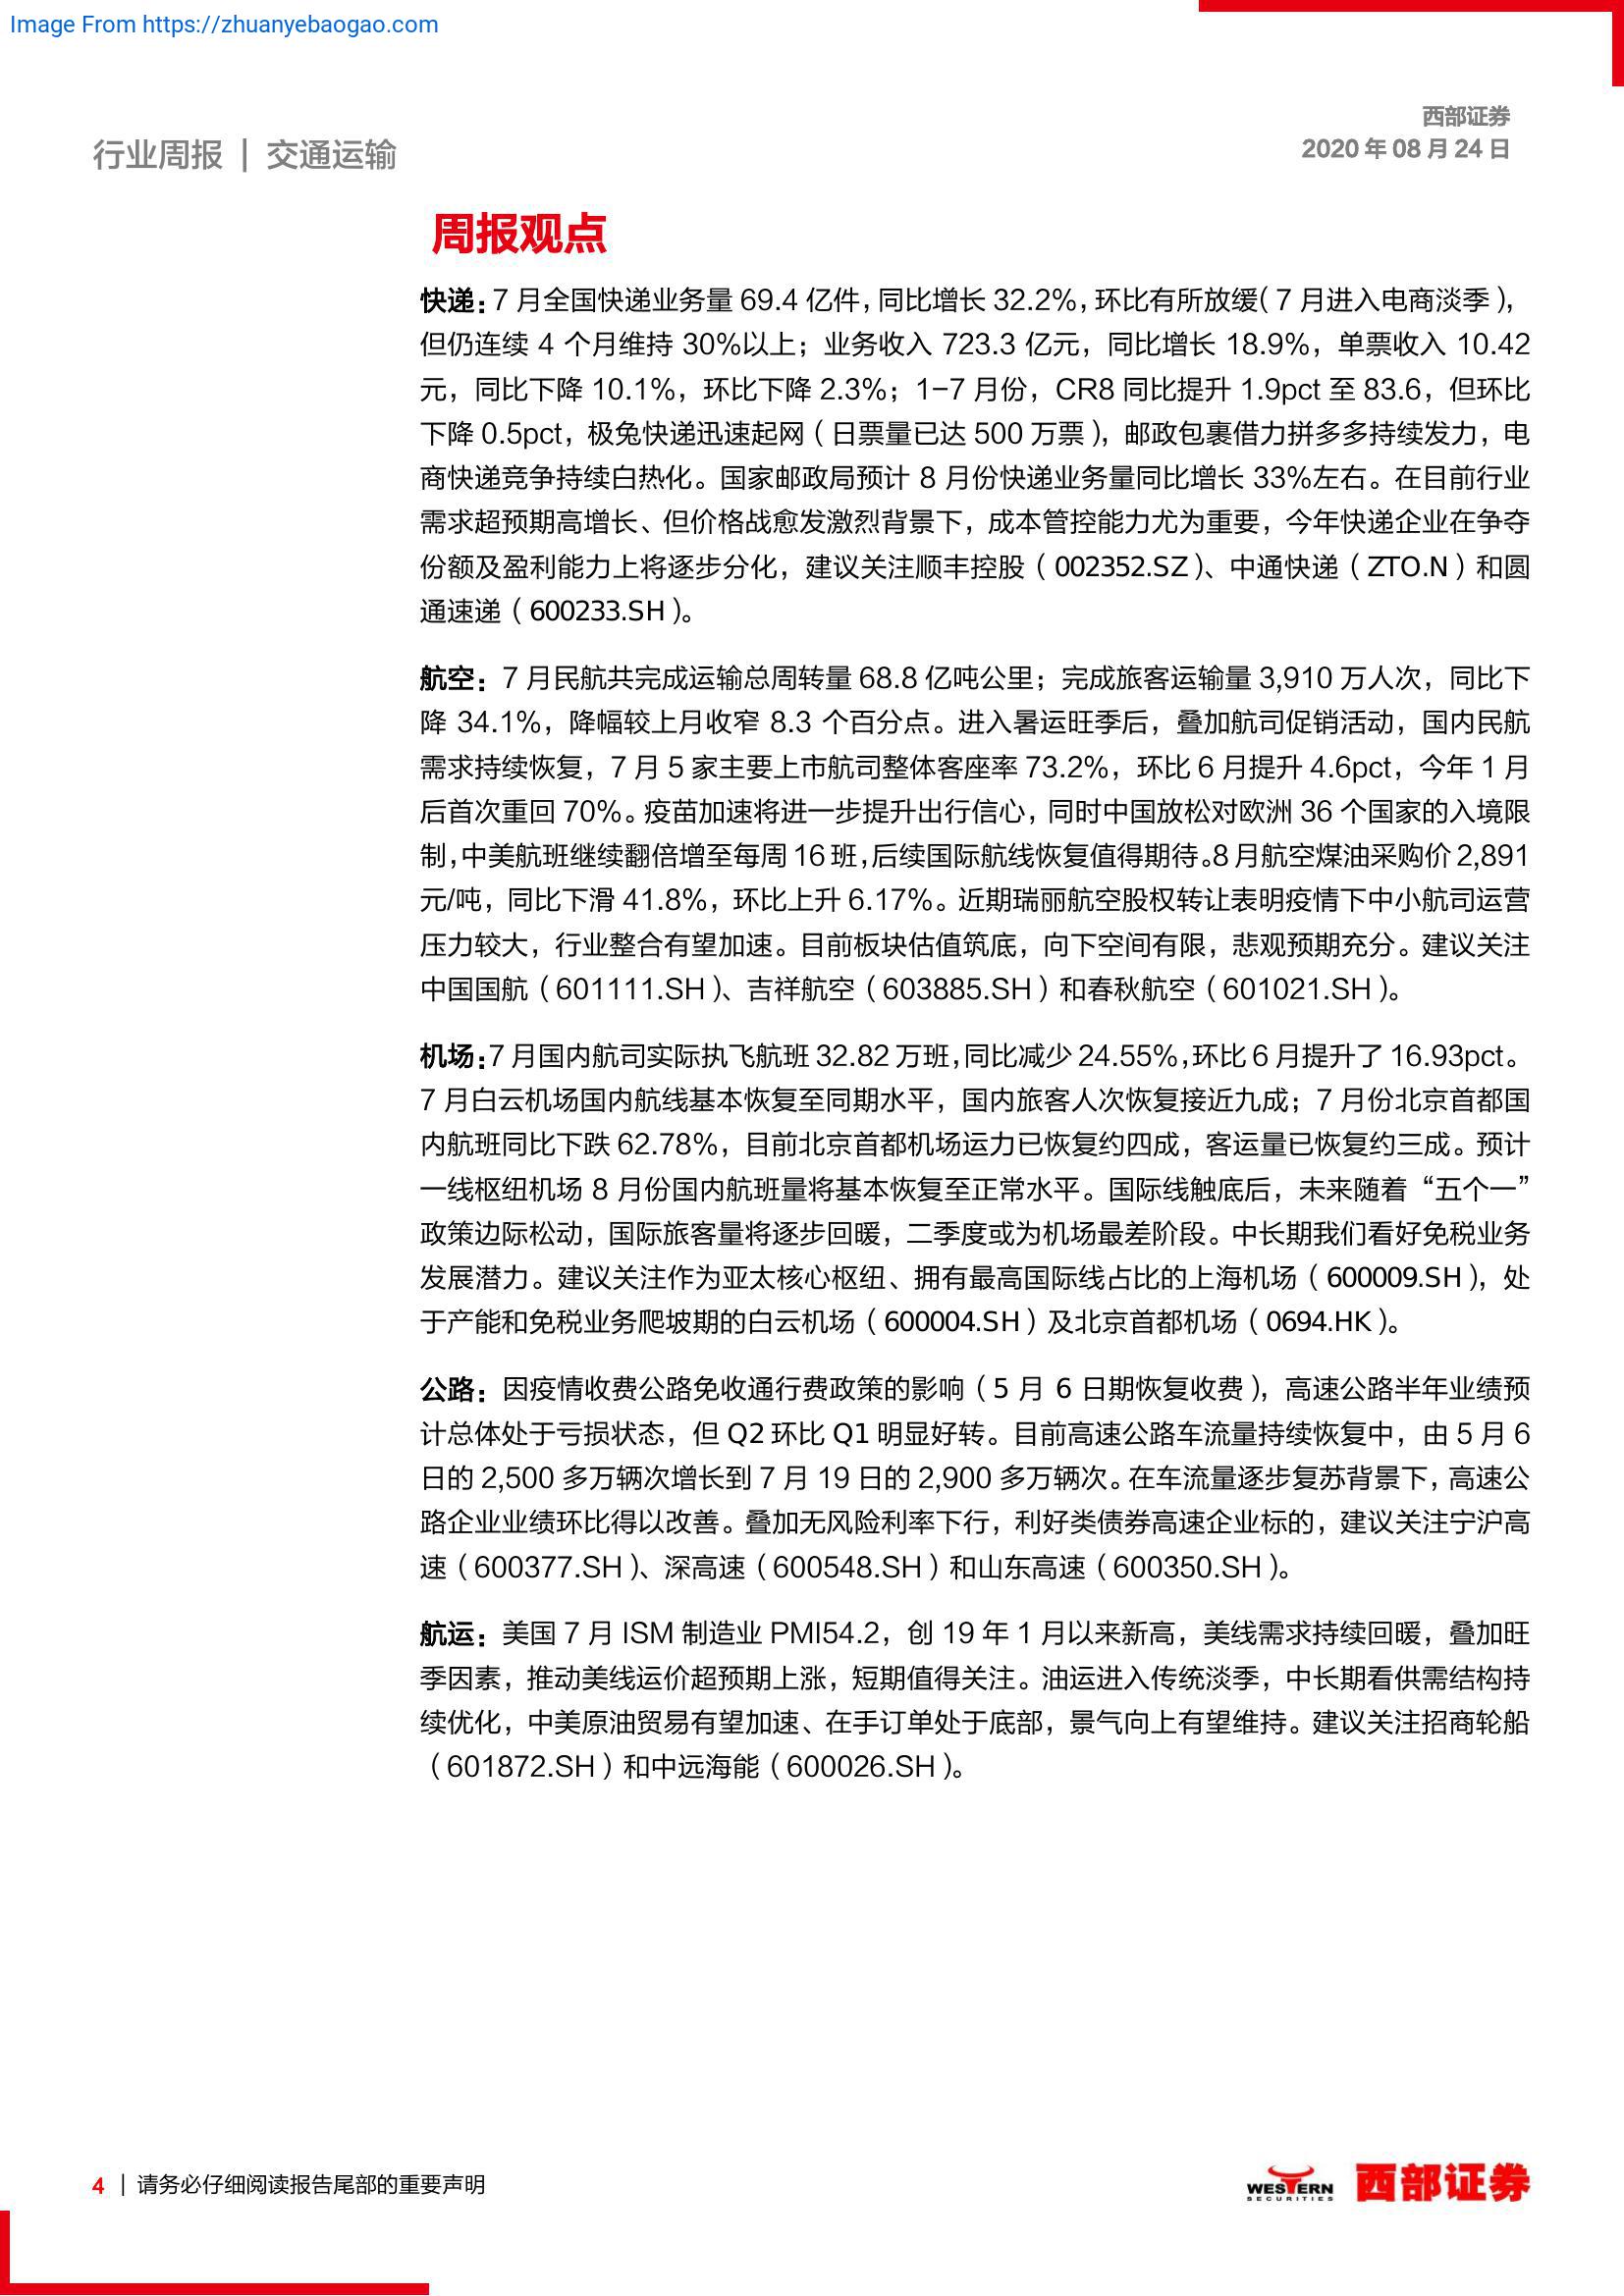 Image From https://zhuanyebaogao.com
西部证券
2020 年 08 月 24 日
行业周报 | 交通运输
周报观点
快递：7 月全国快递业务量 69.4 亿件，同比增长 32.2%，环比有所放缓（7 月进入电商淡季），
但仍连续 4 个月维持 30%以上；业务收入 723.3 亿元，同比增长 18.9%，单票收入 10.42
元，同比下降 10.1%，环比下降 2.3%；1-7 月份，CR8 同比提升 1.9pct 至 83.6，但环比
下降 0.5pct，极兔快递迅速起网（日票量已达 500 万票），邮政包裹借力拼多多持续发力，电
商快递竞争持续白热化。国家邮政局预计 8 月份快递业务量同比增长 33%左右。在目前行业
需求超预期高增长、但价格战愈发激烈背景下，成本管控能力尤为重要，今年快递企业在争夺
份额及盈利能力上将逐步分化，建议关注顺丰控股（002352.SZ）、中通快递（ZTO.N）和圆
通速递（600233.SH）。
航空：7 月民航共完成运输总周转量 68.8 亿吨公里；完成旅客运输量 3,910 万人次，同比下
降 34.1%，降幅较上月收窄 8.3 个百分点。进入暑运旺季后，叠加航司促销活动，国内民航
需求持续恢复，7 月 5 家主要上市航司整体客座率 73.2%，环比 6 月提升 4.6pct，今年 1 月
后首次重回 70%。疫苗加速将进一步提升出行信心，同时中国放松对欧洲 36 个国家的入境限
制，中美航班继续翻倍增至每周 16 班，后续国际航线恢复值得期待。8 月航空煤油采购价 2,891
元/吨，同比下滑 41.8%，环比上升 6.17%。近期瑞丽航空股权转让表明疫情下中小航司运营
压力较大，行业整合有望加速。目前板块估值筑底，向下空间有限，悲观预期充分。建议关注
中国国航（601111.SH）、吉祥航空（603885.SH）和春秋航空（601021.SH）。
机场：7 月国内航司实际执飞航班 32.82 万班，同比减少 24.55%，环比 6 月提升了 16.93pct。
7 月白云机场国内航线基本恢复至同期水平，国内旅客人次恢复接近九成；7 月份北京首都国
内航班同比下跌 62.78%，目前北京首都机场运力已恢复约四成，客运量已恢复约三成。预计
一线枢纽机场 8 月份国内航班量将基本恢复至正常水平。国际线触底后，未来随着“五个一”
政策边际松动，国际旅客量将逐步回暖，二季度或为机场最差阶段。中长期我们看好免税业务
发展潜力。建议关注作为亚太核心枢纽、拥有最高国际线占比的上海机场（600009.SH），处
于产能和免税业务爬坡期的白云机场（600004.SH）及北京首都机场（0694.HK）。
公路：因疫情收费公路免收通行费政策的影响（5 月 6 日期恢复收费），高速公路半年业绩预
计总体处于亏损状态，但 Q2 环比 Q1 明显好转。目前高速公路车流量持续恢复中，由 5 月 6
日的 2,500 多万辆次增长到 7 月 19 日的 2,900 多万辆次。在车流量逐步复苏背景下，高速公
路企业业绩环比得以改善。叠加无风险利率下行，利好类债券高速企业标的，建议关注宁沪高
速（600377.SH）、深高速（600548.SH）和山东高速（600350.SH）。
航运：美国 7 月 ISM 制造业 PMI54.2，创 19 年 1 月以来新高，美线需求持续回暖，叠加旺
季因素，推动美线运价超预期上涨，短期值得关注。油运进入传统淡季，中长期看供需结构持
续优化，中美原油贸易有望加速、在手订单处于底部，景气向上有望维持。建议关注招商轮船
（601872.SH）和中远海能（600026.SH）。
4 | 请务必仔细阅读报告尾部的重要声明
WESTERN
SECURITIES
西部证券